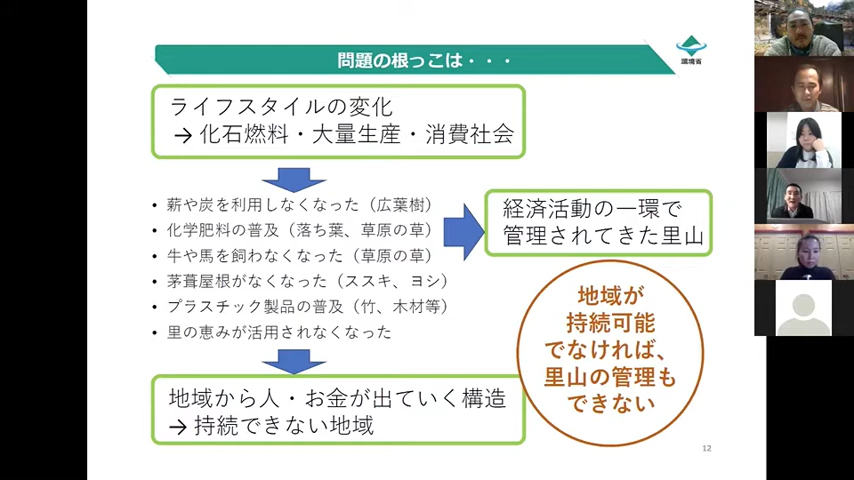 問題の根っこは・・・
環境省
ライフスタイルの変化
→ 化石燃料・大量生産・消費社会
• 薪や炭を利用しなくなった（広葉樹）
• 化学肥料の普及（落ち葉、草原の草）
• 牛や馬を飼わなくなった（草原の草）
• 茅葺屋根がなくなった（ススキ、ヨシ）
• プラスチック製品の普及（竹、木材等）
• 里の恵みが活用されなくなった
経済活動の一環で
管理されてきた里山
地域から人・お金が出ていく構造
→ 持続できない地域
地域が
持続可能
でなければ、
里山の管理も
できない
12